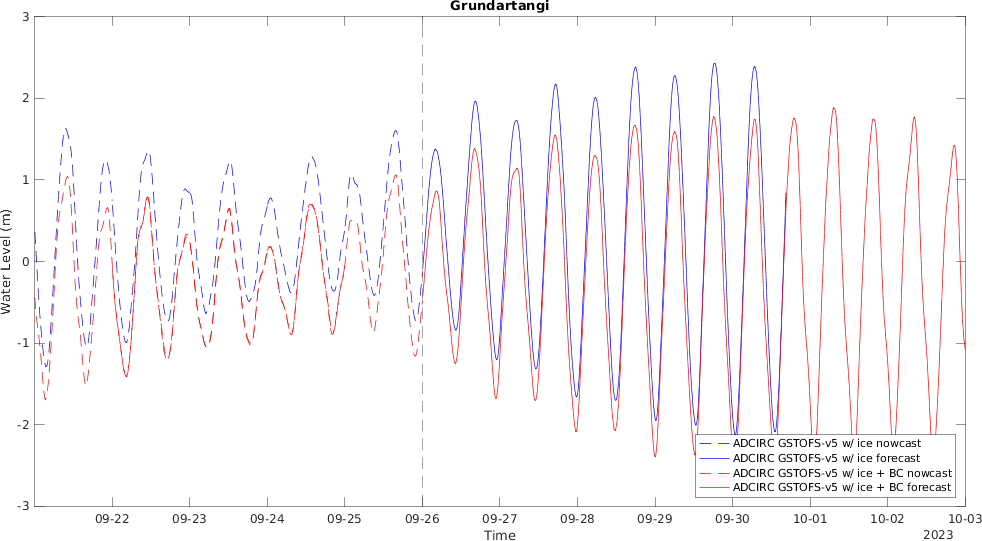 Grundartangi
3
2
1
0
-1
-2
-3
Water Level (m)
ADCIRC GSTOFS-v5 w/ ice nowcast
ADCIRC GSTOFS-v5 w/ ice forecast
ADCIRC GSTOFS-v5 w/ ice + BC nowcast
ADCIRC GSTOFS-v5 w/ ice + BC forecast
09-22 09-23 09-24 09-25 09-26 09-27 09-28 09-29 09-30 10-01 10-02 10-03
Time
2023